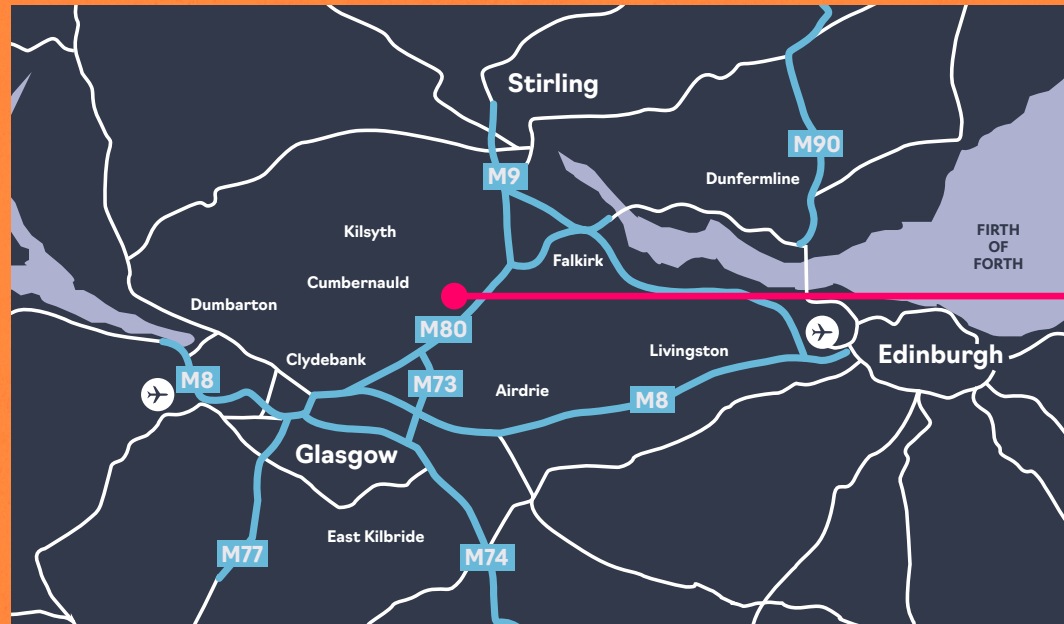 Stirling
M90
M9
Dunfermline
Kilsyth
FIRTH
OF
FORTH
Falkirk
Cumbernauld
Dumbarton
M80
Livingston
Edinburgh
Clydebank
M8
M73
Airdrie
M8
Glasgow
East Kilbride
M77
M74